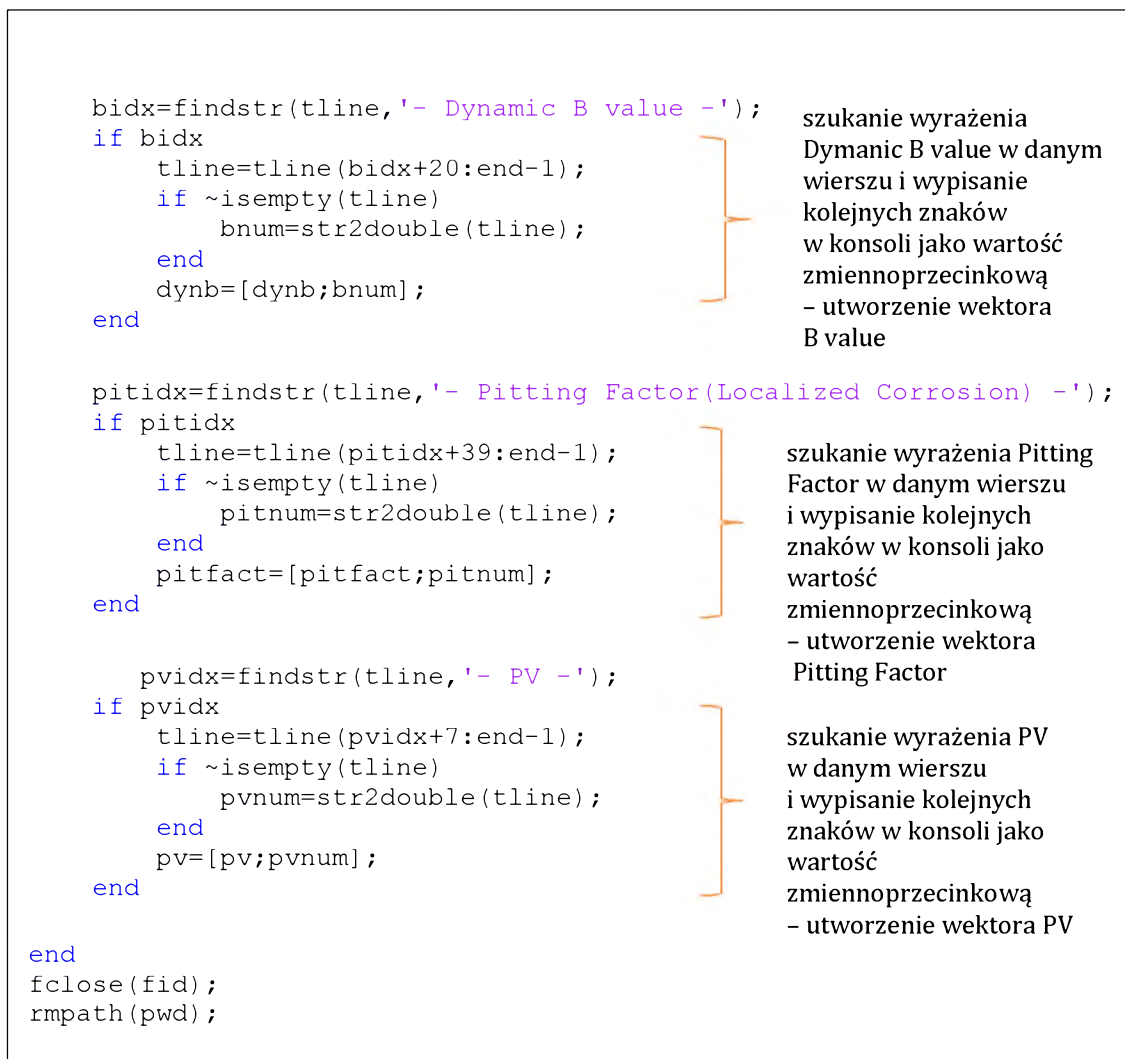 bidx=findstr(tline,'- Dynamic B value -');
if bidx
tline=tline(bidx+20:end-1);
if ~isempty(tline)
bnum=str2double(tline);
end
dynb=[dynb;bnum];
end
szukanie wyrażenia
Dymanic B value w danym
wierszu i wypisanie
kolejnych znaków
w konsoli jako wartość
zmiennoprzecinkową
– utworzenie wektora
B value
pitidx=findstr(tline,'- Pitting Factor(Localized Corrosion) -');
if pitidx
tline=tline(pitidx+39:end-1);
if ~isempty(tline)
pitnum=str2double(tline);
end
pitfact=[pitfact;pitnum];
end
szukanie wyrażenia Pitting
Factor w danym wierszu
i wypisanie kolejnych
znaków w konsoli jako
wartość
zmiennoprzecinkową
– utworzenie wektora
Pitting Factor
pvidx=findstr(tline,'- PV -');
if pvidx
tline=tline(pvidx+7:end-1);
if ~isempty(tline)
pvnum=str2double(tline);
end
pv=[pv;pvnum];
end
szukanie wyrażenia PV
w danym wierszu
i wypisanie kolejnych
znaków w konsoli jako
wartość
zmiennoprzecinkową
– utworzenie wektora PV
end
fclose(fid);
rmpath(pwd);